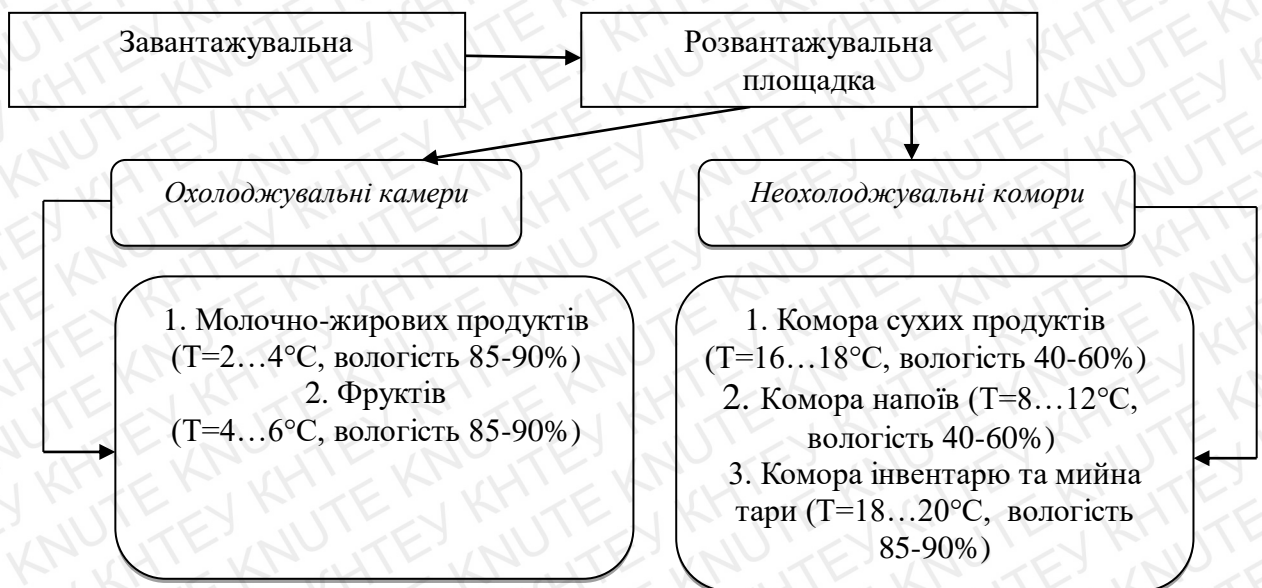 Завантажувальна
Розвантажувальна
площадка
Охолоджувальні камери
Неохолоджувальні комори
1. Молочно-жирових продуктів
(Т=2…4°С, вологість 85-90%)
2. Фруктів
(Т=4…6°С, вологість 85-90%)
1. Комора сухих продуктів
(Т=16…18°С, вологість 40-60%)
2. Комора напоїв (Т=8…12°С,
вологість 40-60%)
3. Комора інвентарю та мийна
тари (Т=18…20°С, вологість
85-90%)